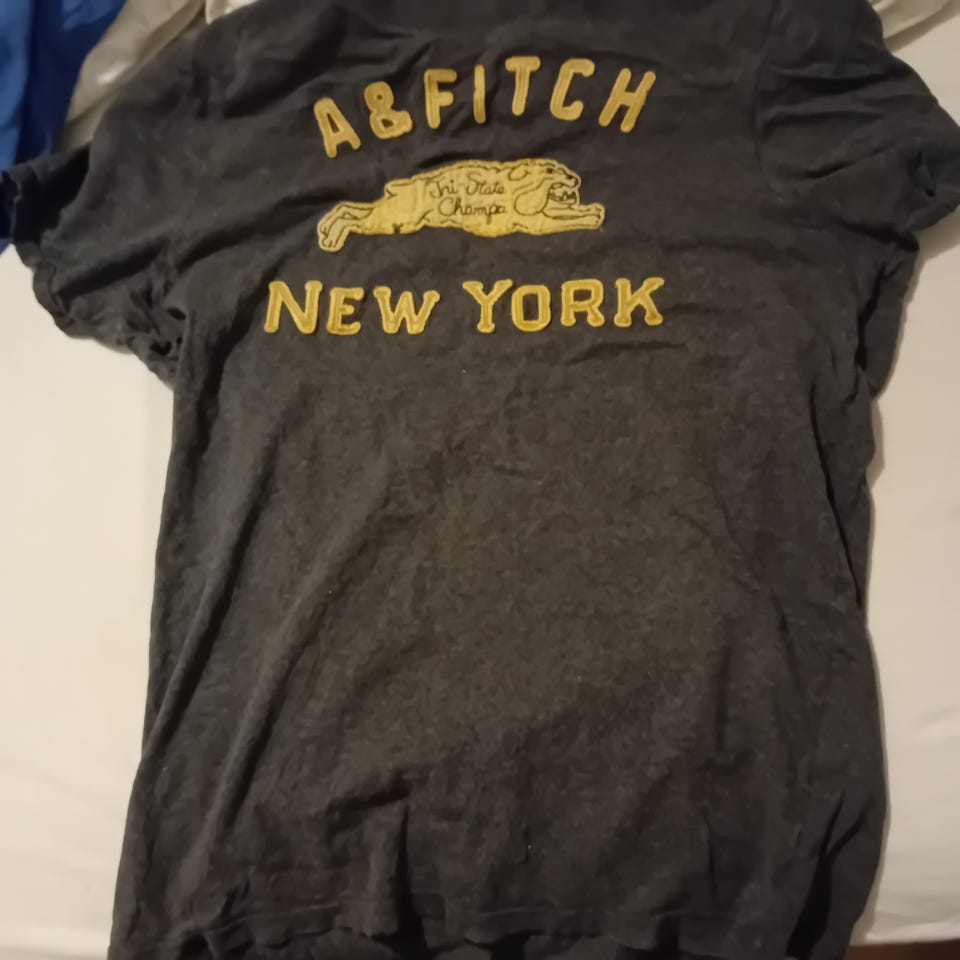 A&FITCH
Tri-State
Champs
NEW YORK